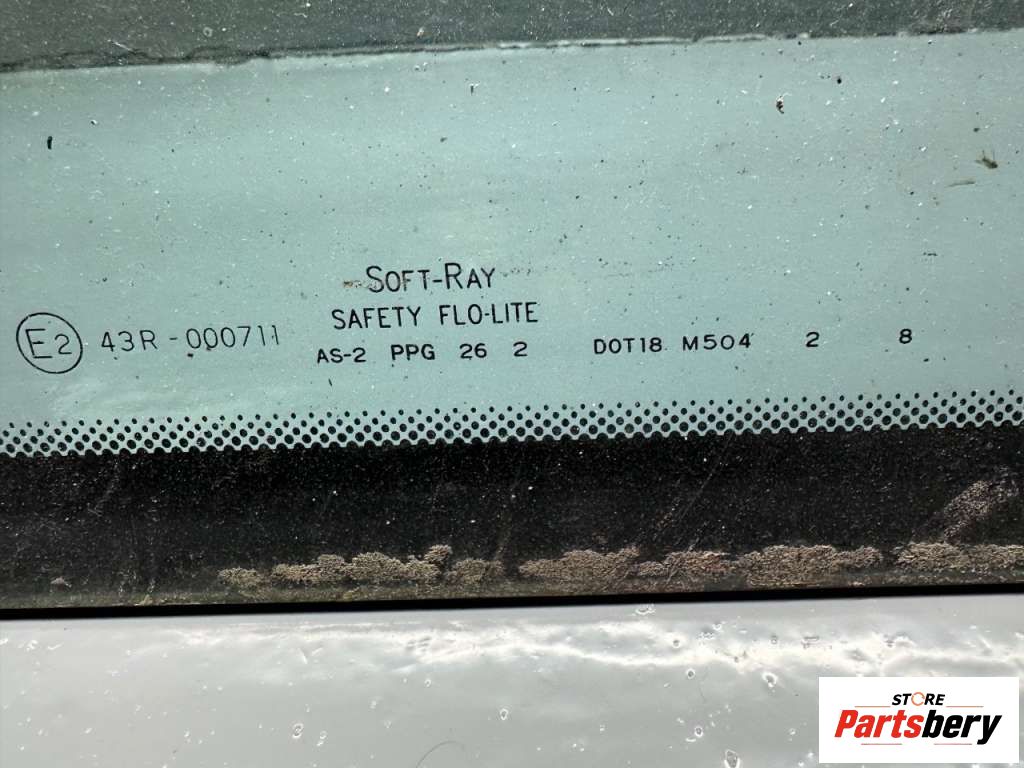 SOFT-RAY
SAFETY FLO-LITE
E2 43R-000711 AS-2 PPG 26 2 DOT18 M504 2 8
STORE
Partsbery